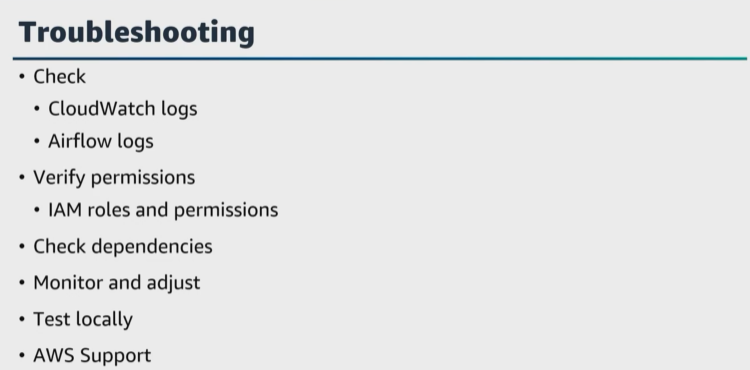 Troubleshooting
• Check
• CloudWatch logs
• Airflow logs
• Verify permissions
• IAM roles and permissions
• Check dependencies
• Monitor and adjust
• Test locally
• AWS Support